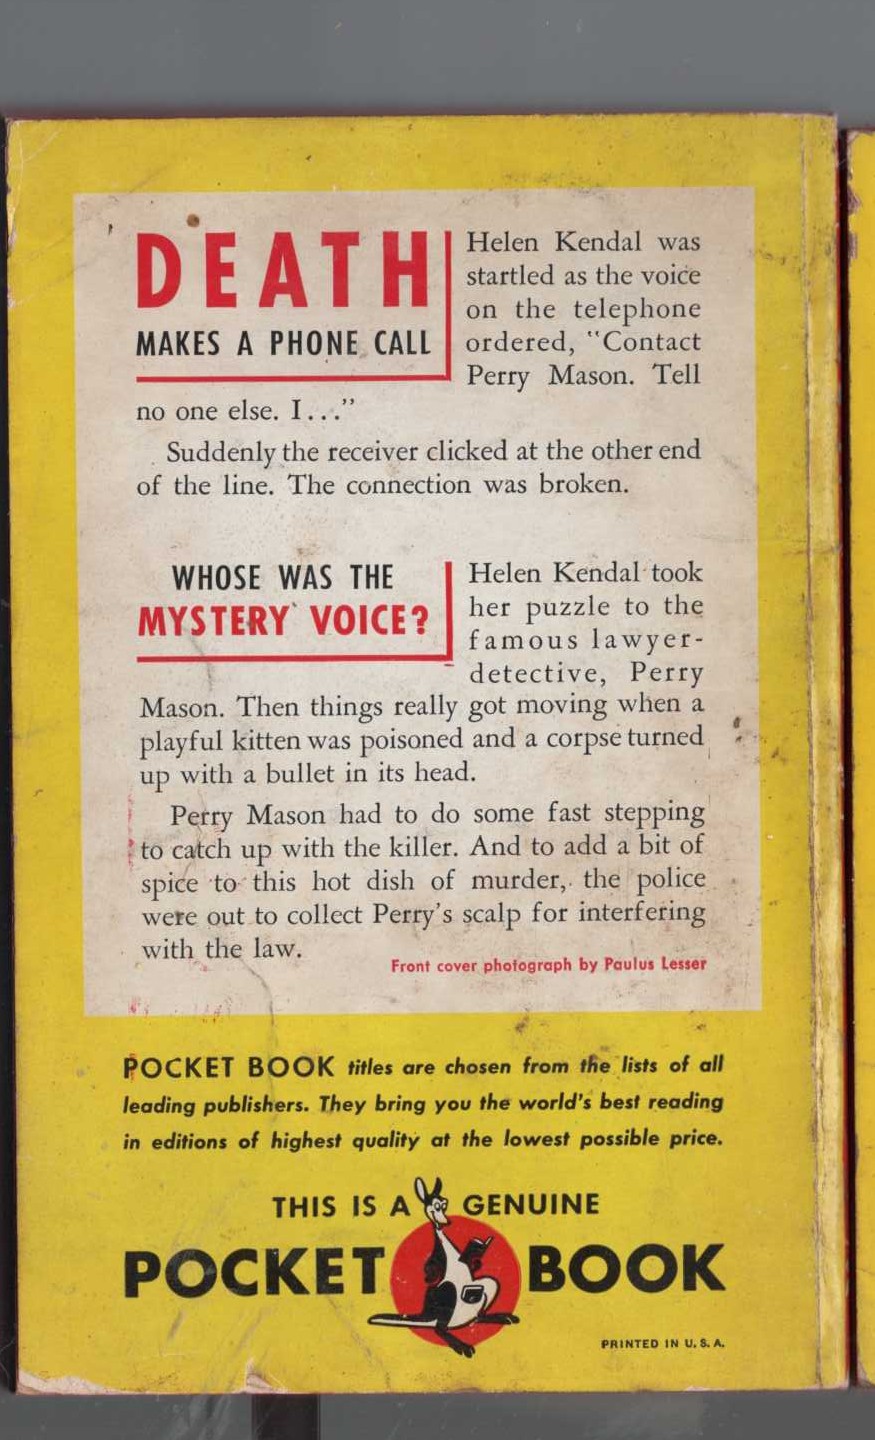 DEATH
MAKES A PHONE CALL
Helen Kendal was
startled as the voice
on the telephone
ordered, "Contact
Perry Mason. Tell
no one else. I..."
Suddenly the receiver clicked at the other end
of the line. The connection was broken.
WHOSE WAS THE
MYSTERY VOICE?
Helen Kendal took
her puzzle to the
famous lawyer-
detective, Perry
Mason. Then things really got moving when a
playful kitten was poisoned and a corpse turned
up with a bullet in its head.
Perry Mason had to do some fast stepping
to catch up with the killer. And to add a bit of
spice to this hot dish of murder, the police
were out to collect Perry's scalp for interfering
with the law.
Front cover photograph by Paulus Lesser
POCKET BOOK titles are chosen from the lists of all
leading publishers. They bring you the world's best reading
in editions of highest quality at the lowest possible price.
THIS IS A GENUINE
POCKET BOOK
PRINTED IN U.S.A.